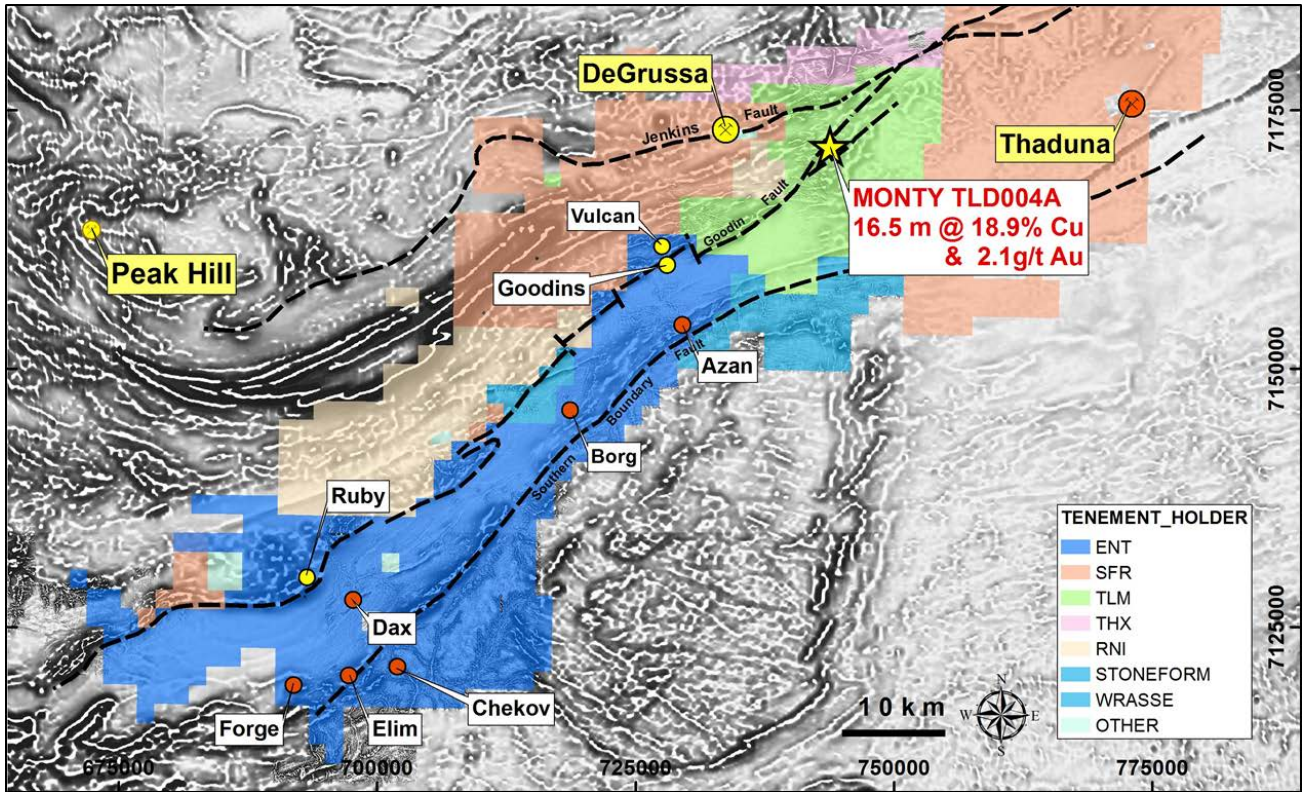 DeGrussa
Jenkins Fault
Thaduna
7175000
MONTY TLD004A
16.5 m @ 18.9% Cu
& 2.1g/t Au
Vulcan
Goodin Fault
Peak Hill
Goodins
Azan
7150000
Southern Boundary Fault
Borg
Ruby
TENEMENT_HOLDER
ENT
SFR
TLM
THX
RNI
STONEFORM
WRASSE
OTHER
7125000
Dax
Chekov
Forge
Elim
10 km
N
W E
S
675000 700000 725000 750000 775000